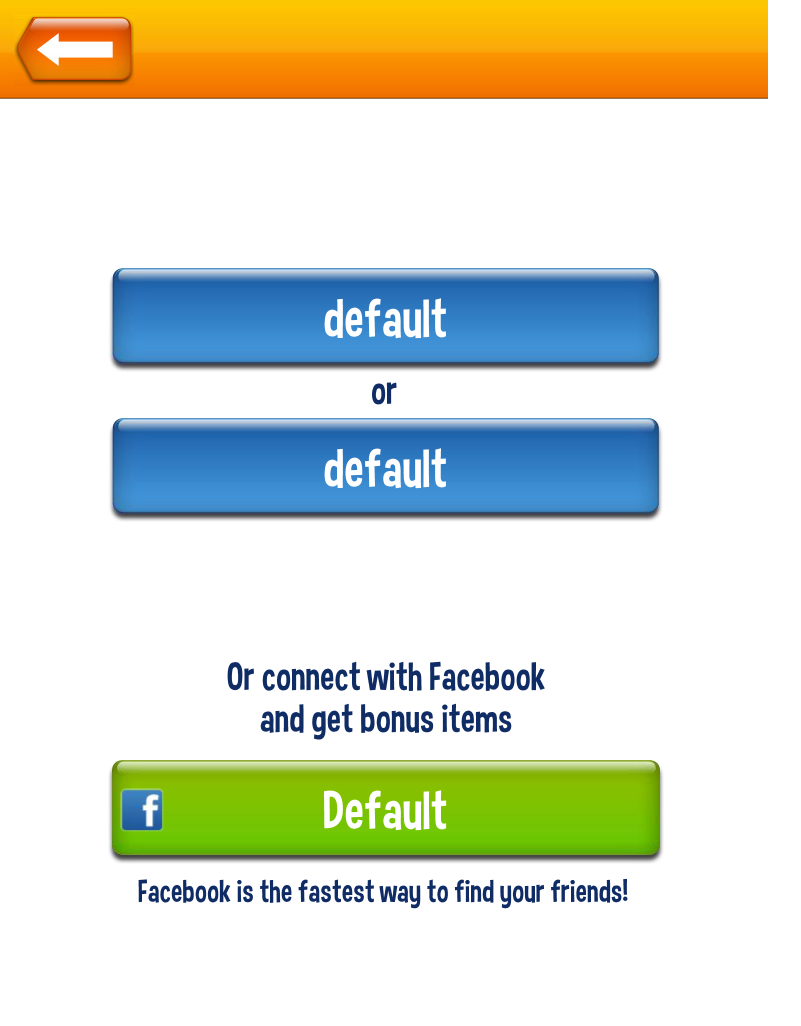 default
or
default
Or connect with Facebook
and get bonus items
f Default
Facebook is the fastest way to find your friends!